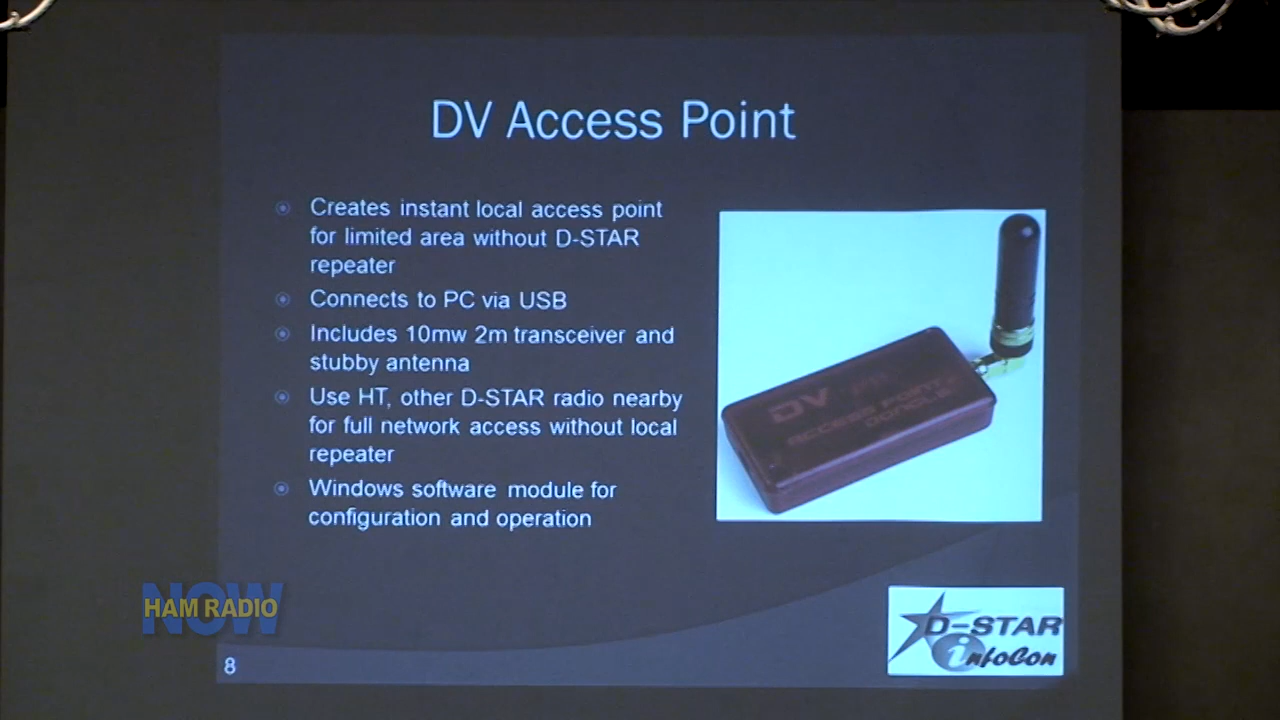 DV Access Point
Creates instant local access point
for limited area without D-STAR
repeater
Connects to PC via USB
Includes 10mw 2m transceiver and
stubby antenna
Use HT, other D-STAR radio nearby
for full network access without local
repeater
Windows software module for
configuration and operation
DV
ACCESS POINT
DONGLE
NOW
HAM RADIO
D-STAR
infoCon
8